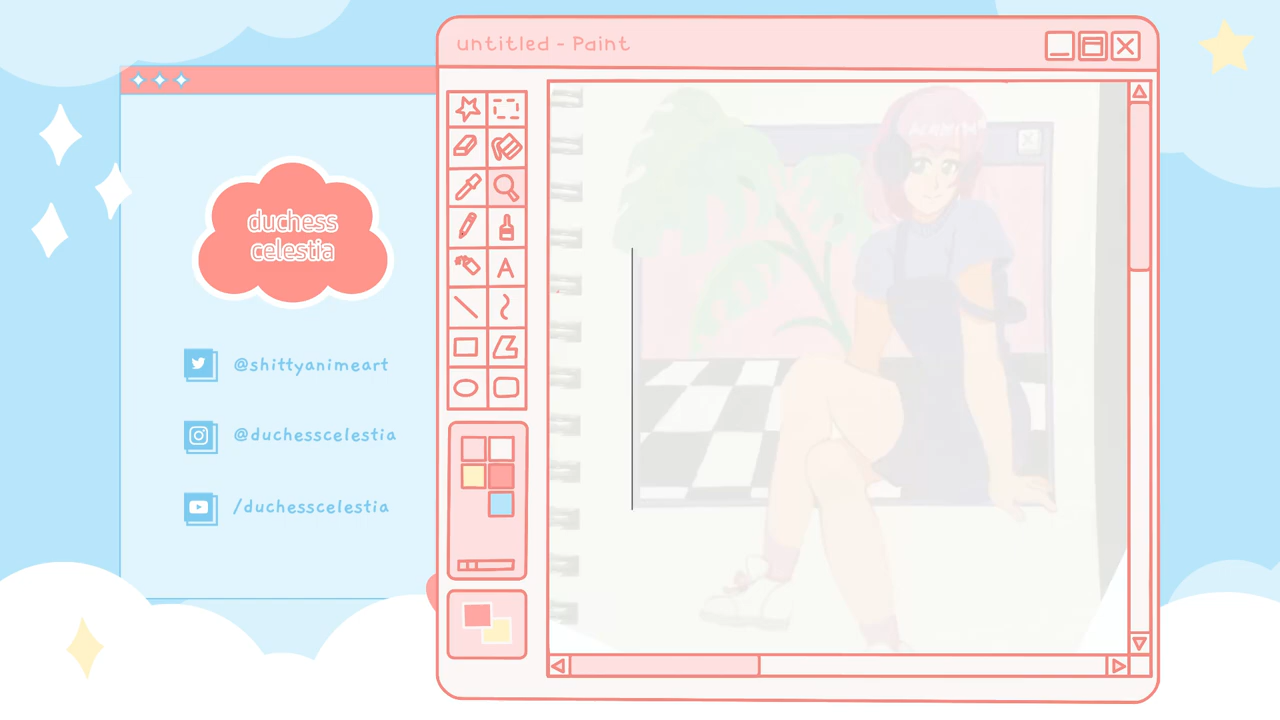 untitled - Paint
duchess
celestia
@shittyanimeart
@duchesscelestia
/duchesscelestia
A